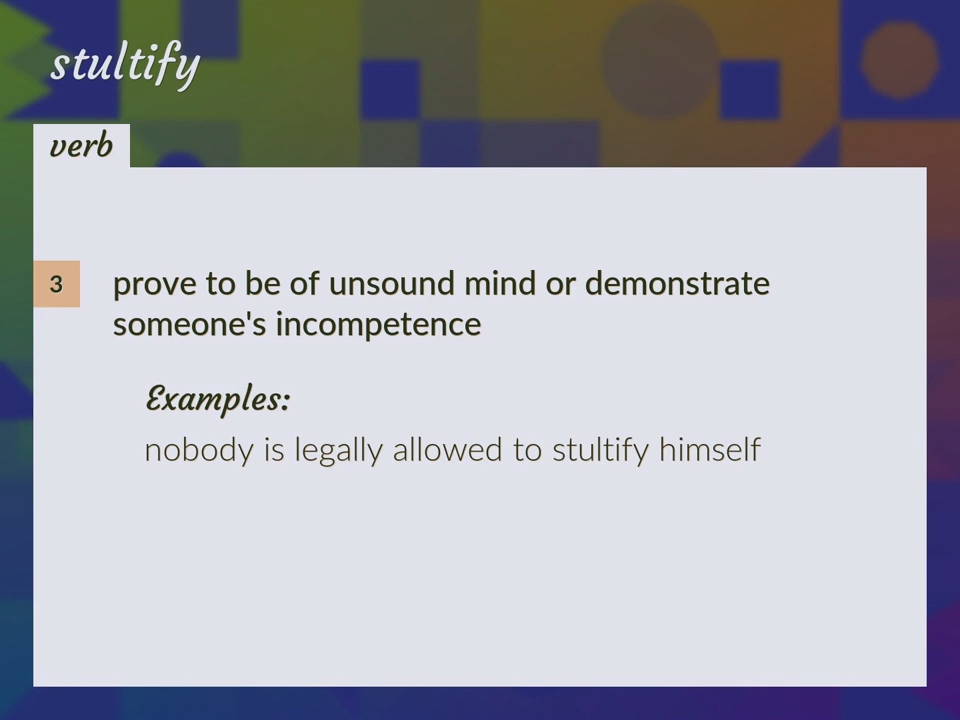 stultify
verb
3
prove to be of unsound mind or demonstrate
someone's incompetence
Examples:
nobody is legally allowed to stultify himself